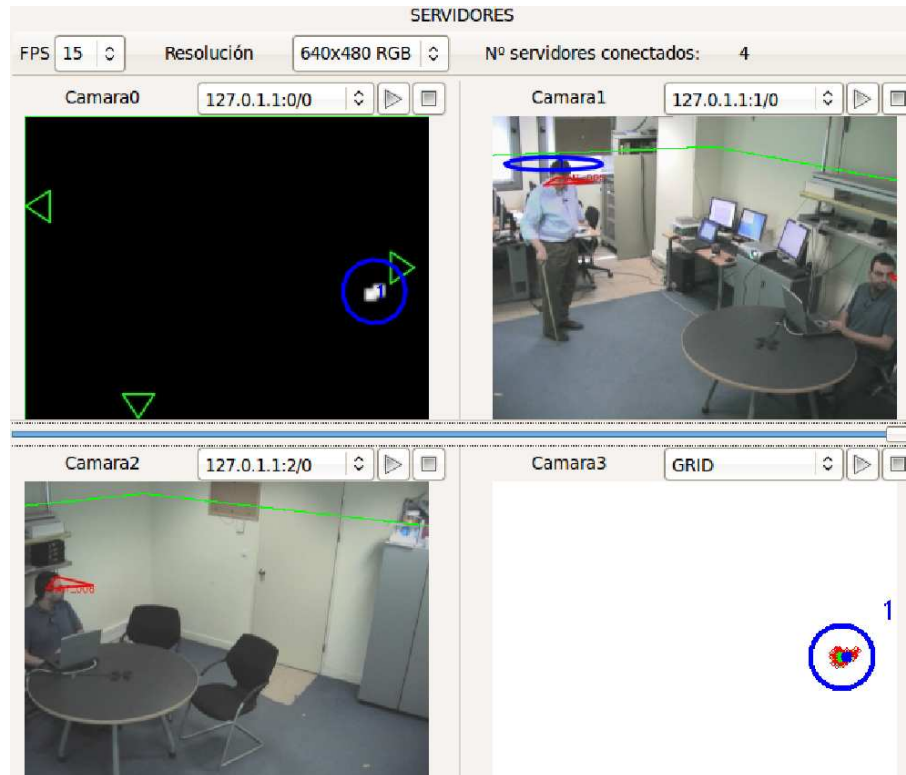 SERVIDORES
FPS 15 Resolución 640x480 RGB Nº servidores conectados: 4
Camara0 127.0.1.1:0/0 Camara1 127.0.1.1:1/0
1
Camara2 127.0.1.1:2/0 Camara3 GRID
1